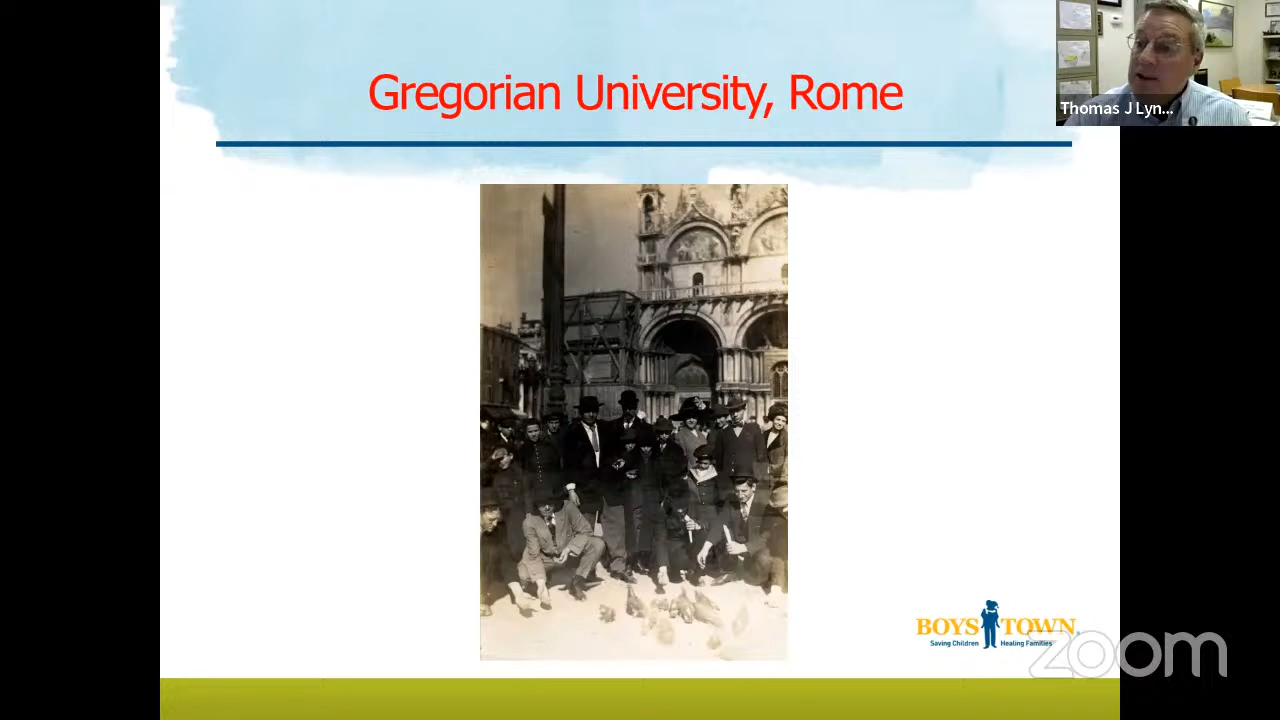 Gregorian University, Rome
Thomas J Lyn...
BOYS TOWN
Saving Children Healing Families
zoom